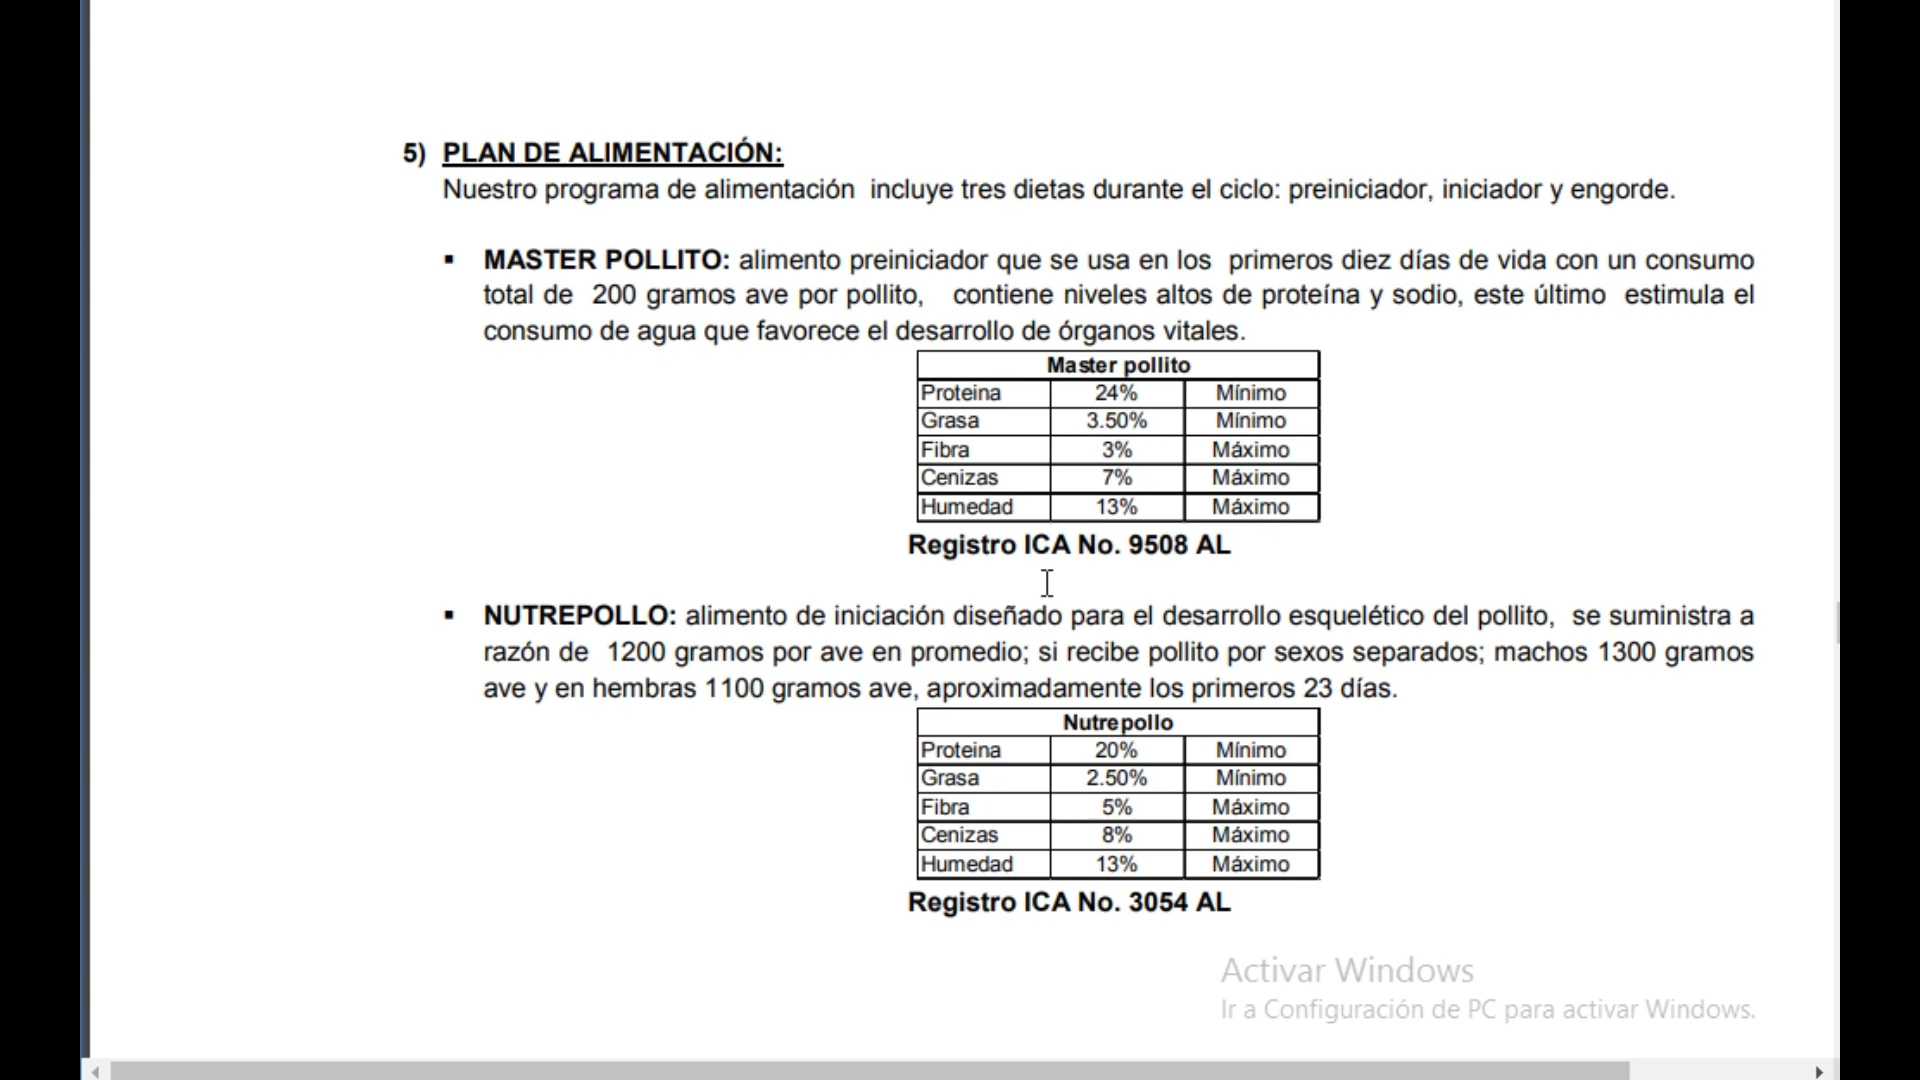 5) PLAN DE ALIMENTACIÓN:
Nuestro programa de alimentación incluye tres dietas durante el ciclo: preiniciador, iniciador y engorde.
▪ MASTER POLLITO: alimento preiniciador que se usa en los primeros diez días de vida con un consumo
total de 200 gramos ave por pollito, contiene niveles altos de proteína y sodio, este último estimula el
consumo de agua que favorece el desarrollo de órganos vitales.
Master pollito
Proteina 24% Mínimo
Grasa 3.50% Mínimo
Fibra 3% Máximo
Cenizas 7% Máximo
Humedad 13% Máximo
Registro ICA No. 9508 AL
▪ NUTREPOLLO: alimento de iniciación diseñado para el desarrollo esquelético del pollito, se suministra a
razón de 1200 gramos por ave en promedio; si recibe pollito por sexos separados; machos 1300 gramos
ave y en hembras 1100 gramos ave, aproximadamente los primeros 23 días.
Nutrepollo
Proteina 20% Mínimo
Grasa 2.50% Mínimo
Fibra 5% Máximo
Cenizas 8% Máximo
Humedad 13% Máximo
Registro ICA No. 3054 AL
Activar Windows
Ir a Configuración de PC para activar Windows.